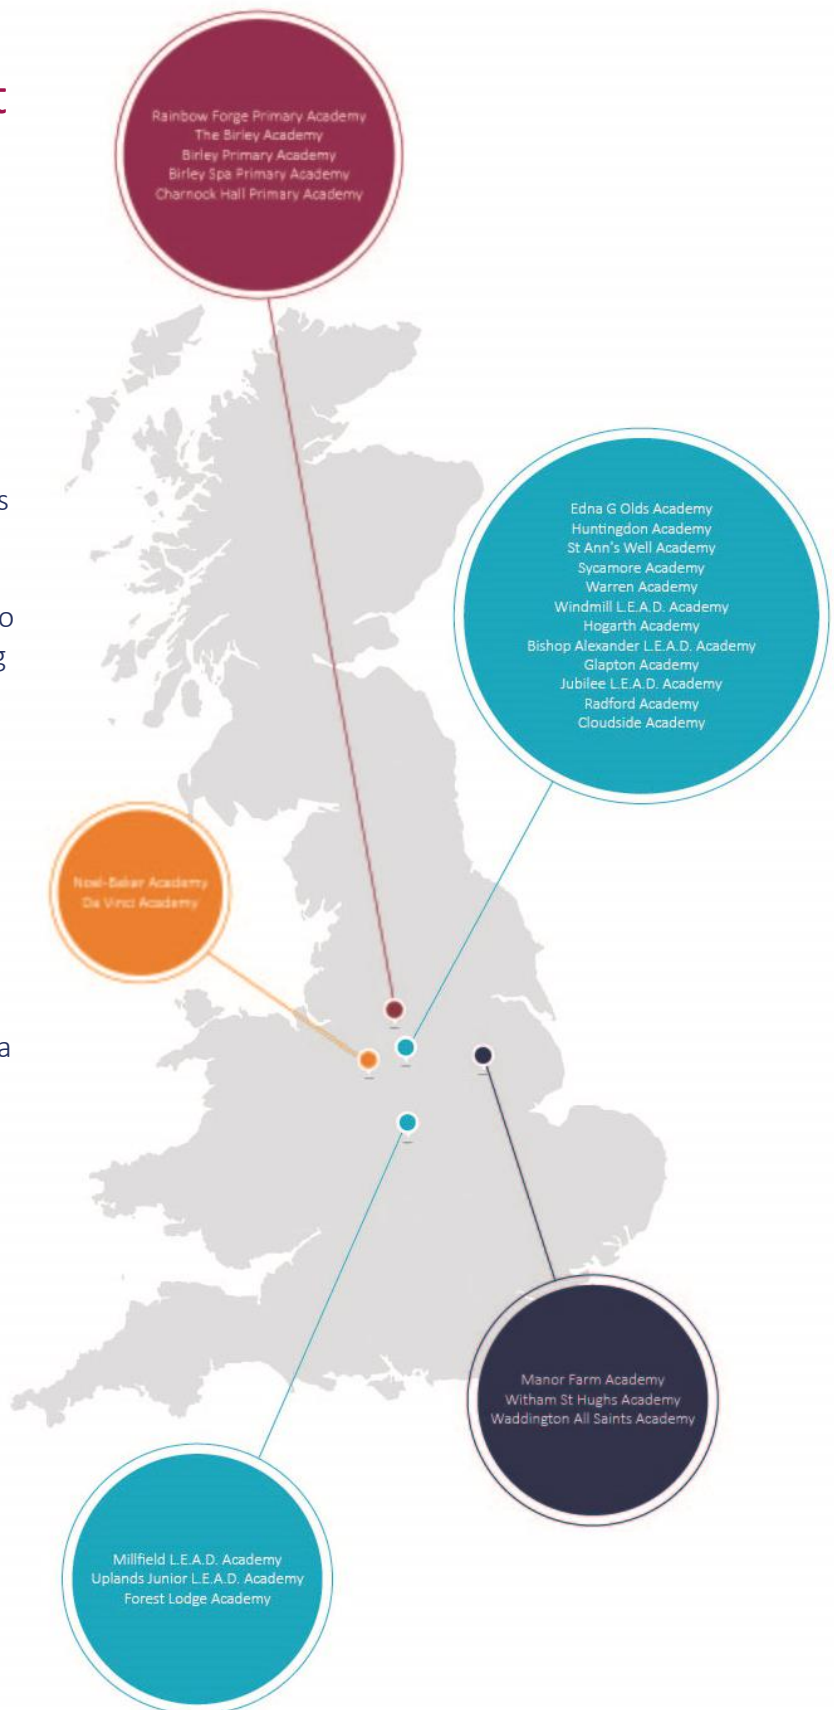 t
Rainbow Forge Primary Academy
The Birley Academy
Birley Primary Academy
Birley Spa Primary Academy
Charnock Hall Primary Academy
s
o
g
Edna G Olds Academy
Huntingdon Academy
St Ann's Well Academy
Sycamore Academy
Warren Academy
Windmill L.E.A.D. Academy
Hogarth Academy
Bishop Alexander L.E.A.D. Academy
Glapton Academy
Jubilee L.E.A.D. Academy
Radford Academy
Cloudside Academy
Noel-Baker Academy
Da Vinci Academy
a
Manor Farm Academy
Witham St Hughs Academy
Waddington All Saints Academy
Millfield L.E.A.D. Academy
Uplands Junior L.E.A.D. Academy
Forest Lodge Academy